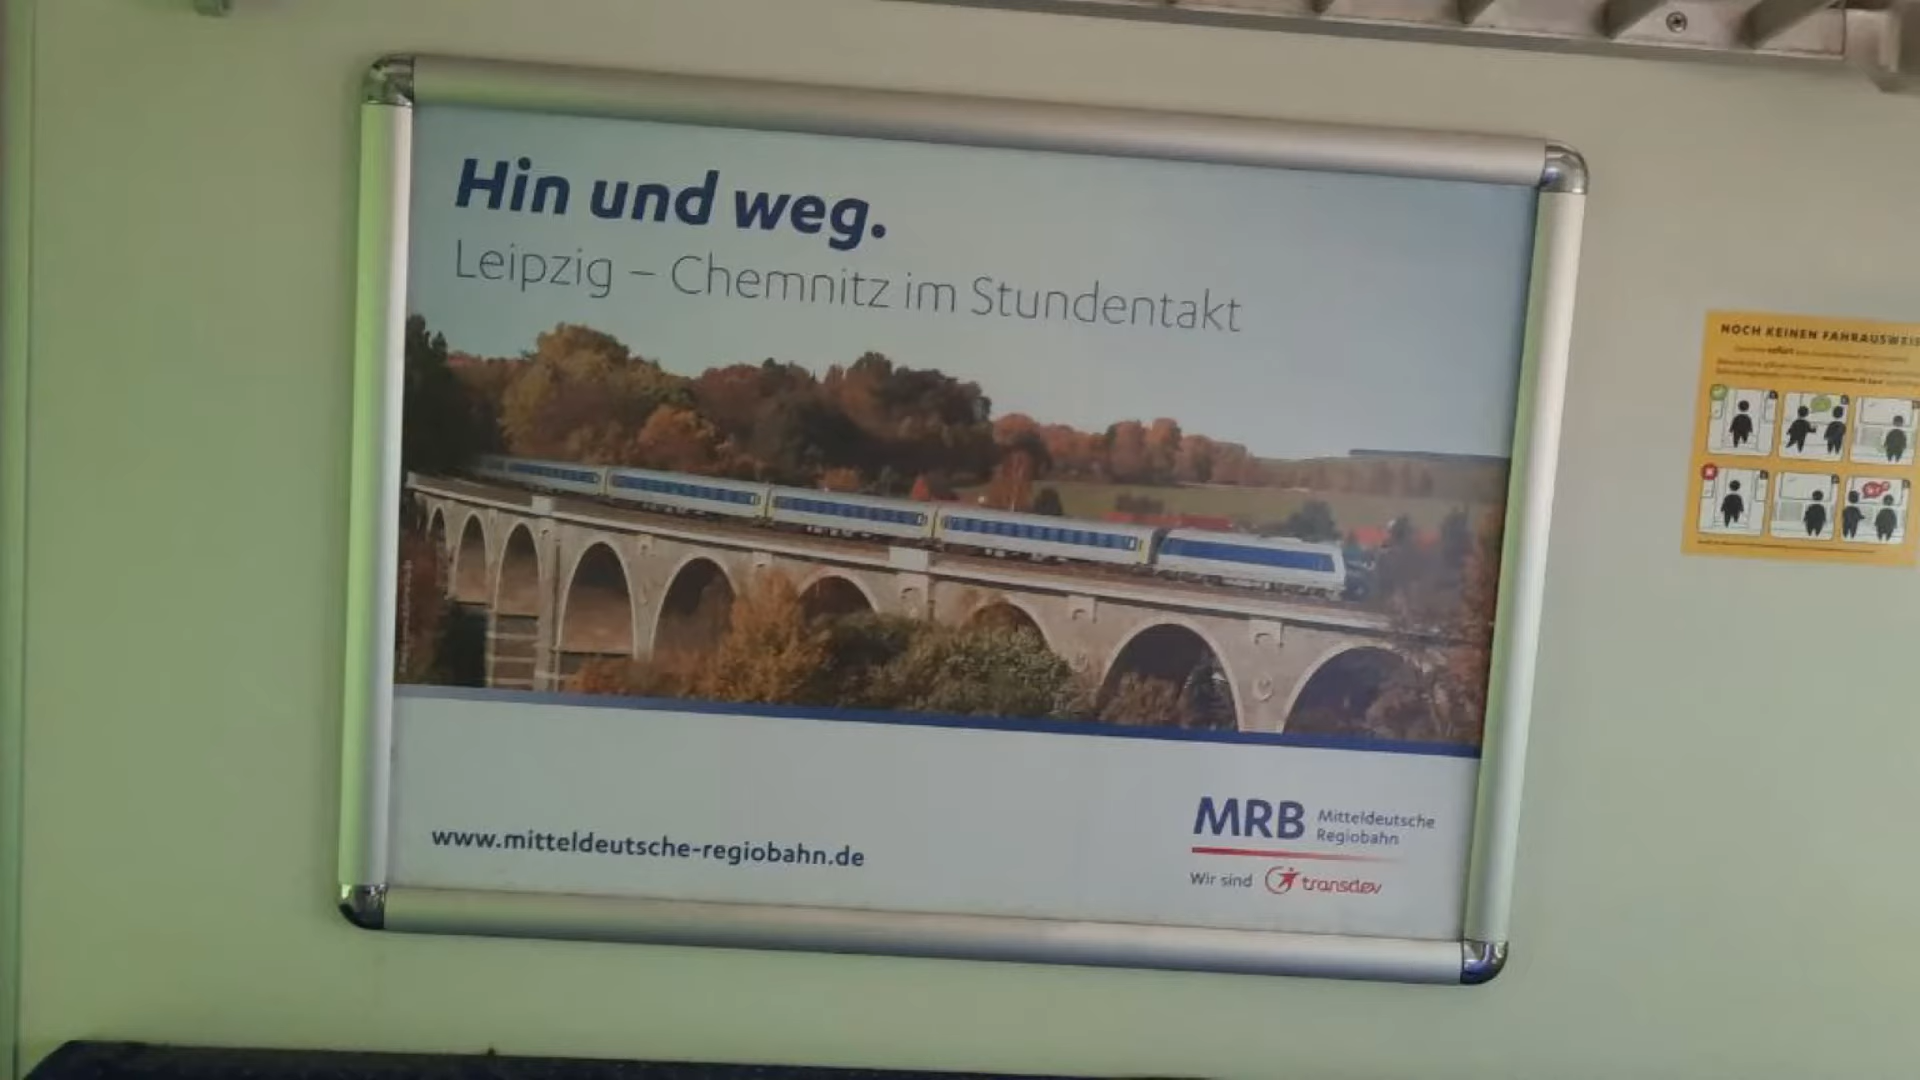 Hin und weg.
Leipzig – Chemnitz im Stundentakt
www.mitteldeutsche-regiobahn.de
MRB Mitteldeutsche
Regiobahn
Wir sind transdev
NOCH KEINEN FAHRAUSWEIS
sofort